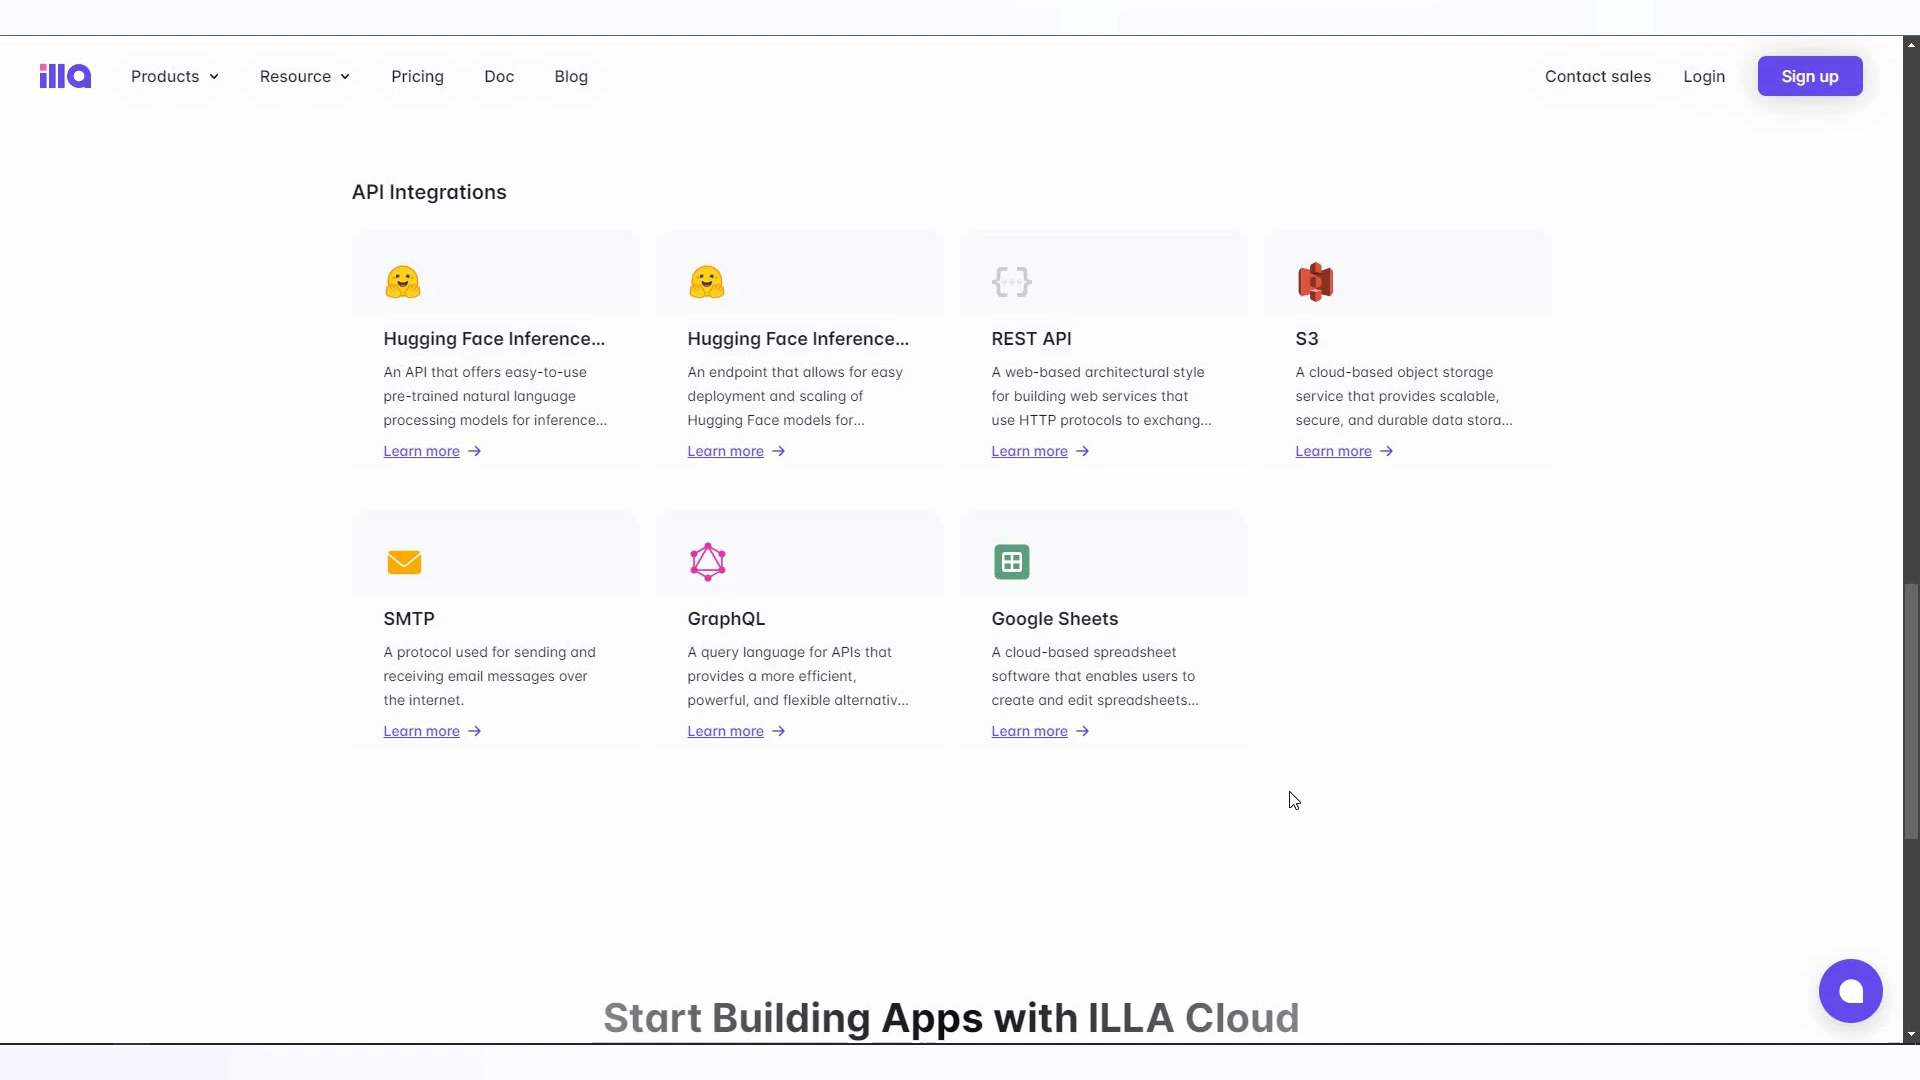 illa
Products
Resource
Pricing
Doc
Blog
Contact sales
Login
Sign up
API Integrations
Hugging Face Inference...
An API that offers easy-to-use
pre-trained natural language
processing models for inference...
Learn more
Hugging Face Inference...
An endpoint that allows for easy
deployment and scaling of
Hugging Face models for...
Learn more
REST API
A web-based architectural style
for building web services that
use HTTP protocols to exchang...
Learn more
S3
A cloud-based object storage
service that provides scalable,
secure, and durable data stora...
Learn more
SMTP
A protocol used for sending and
receiving email messages over
the internet.
Learn more
GraphQL
A query language for APIs that
provides a more efficient,
powerful, and flexible alternativ...
Learn more
Google Sheets
A cloud-based spreadsheet
software that enables users to
create and edit spreadsheets...
Learn more
Start Building Apps with ILLA Cloud